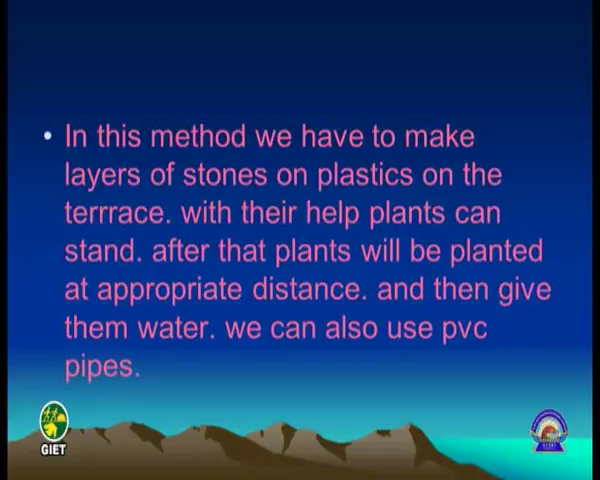 • In this method we have to make
layers of stones on plastics on the
terrrace. with their help plants can
stand. after that plants will be planted
at appropriate distance. and then give
them water. we can also use pvc
pipes.
GIET